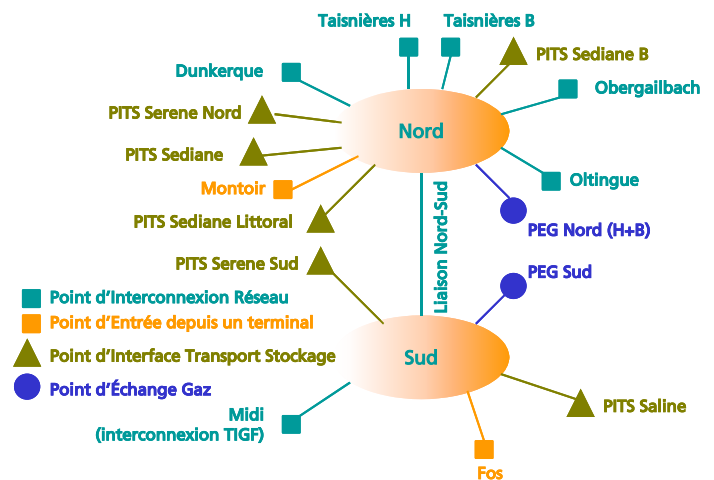 Taisnières H
Taisnières B
PITS Sediane B
Dunkerque
Obergailbach
PITS Serene Nord
Nord
PITS Sediane
Oltingue
Montoir
PITS Sediane Littoral
PEG Nord (H+B)
Liaison Nord-Sud
PITS Serene Sud
PEG Sud
Point d'Interconnexion Réseau
Point d'Entrée depuis un terminal
Point d'Interface Transport Stockage
Sud
Point d'Échange Gaz
PITS Saline
Midi
(interconnexion TIGF)
Fos